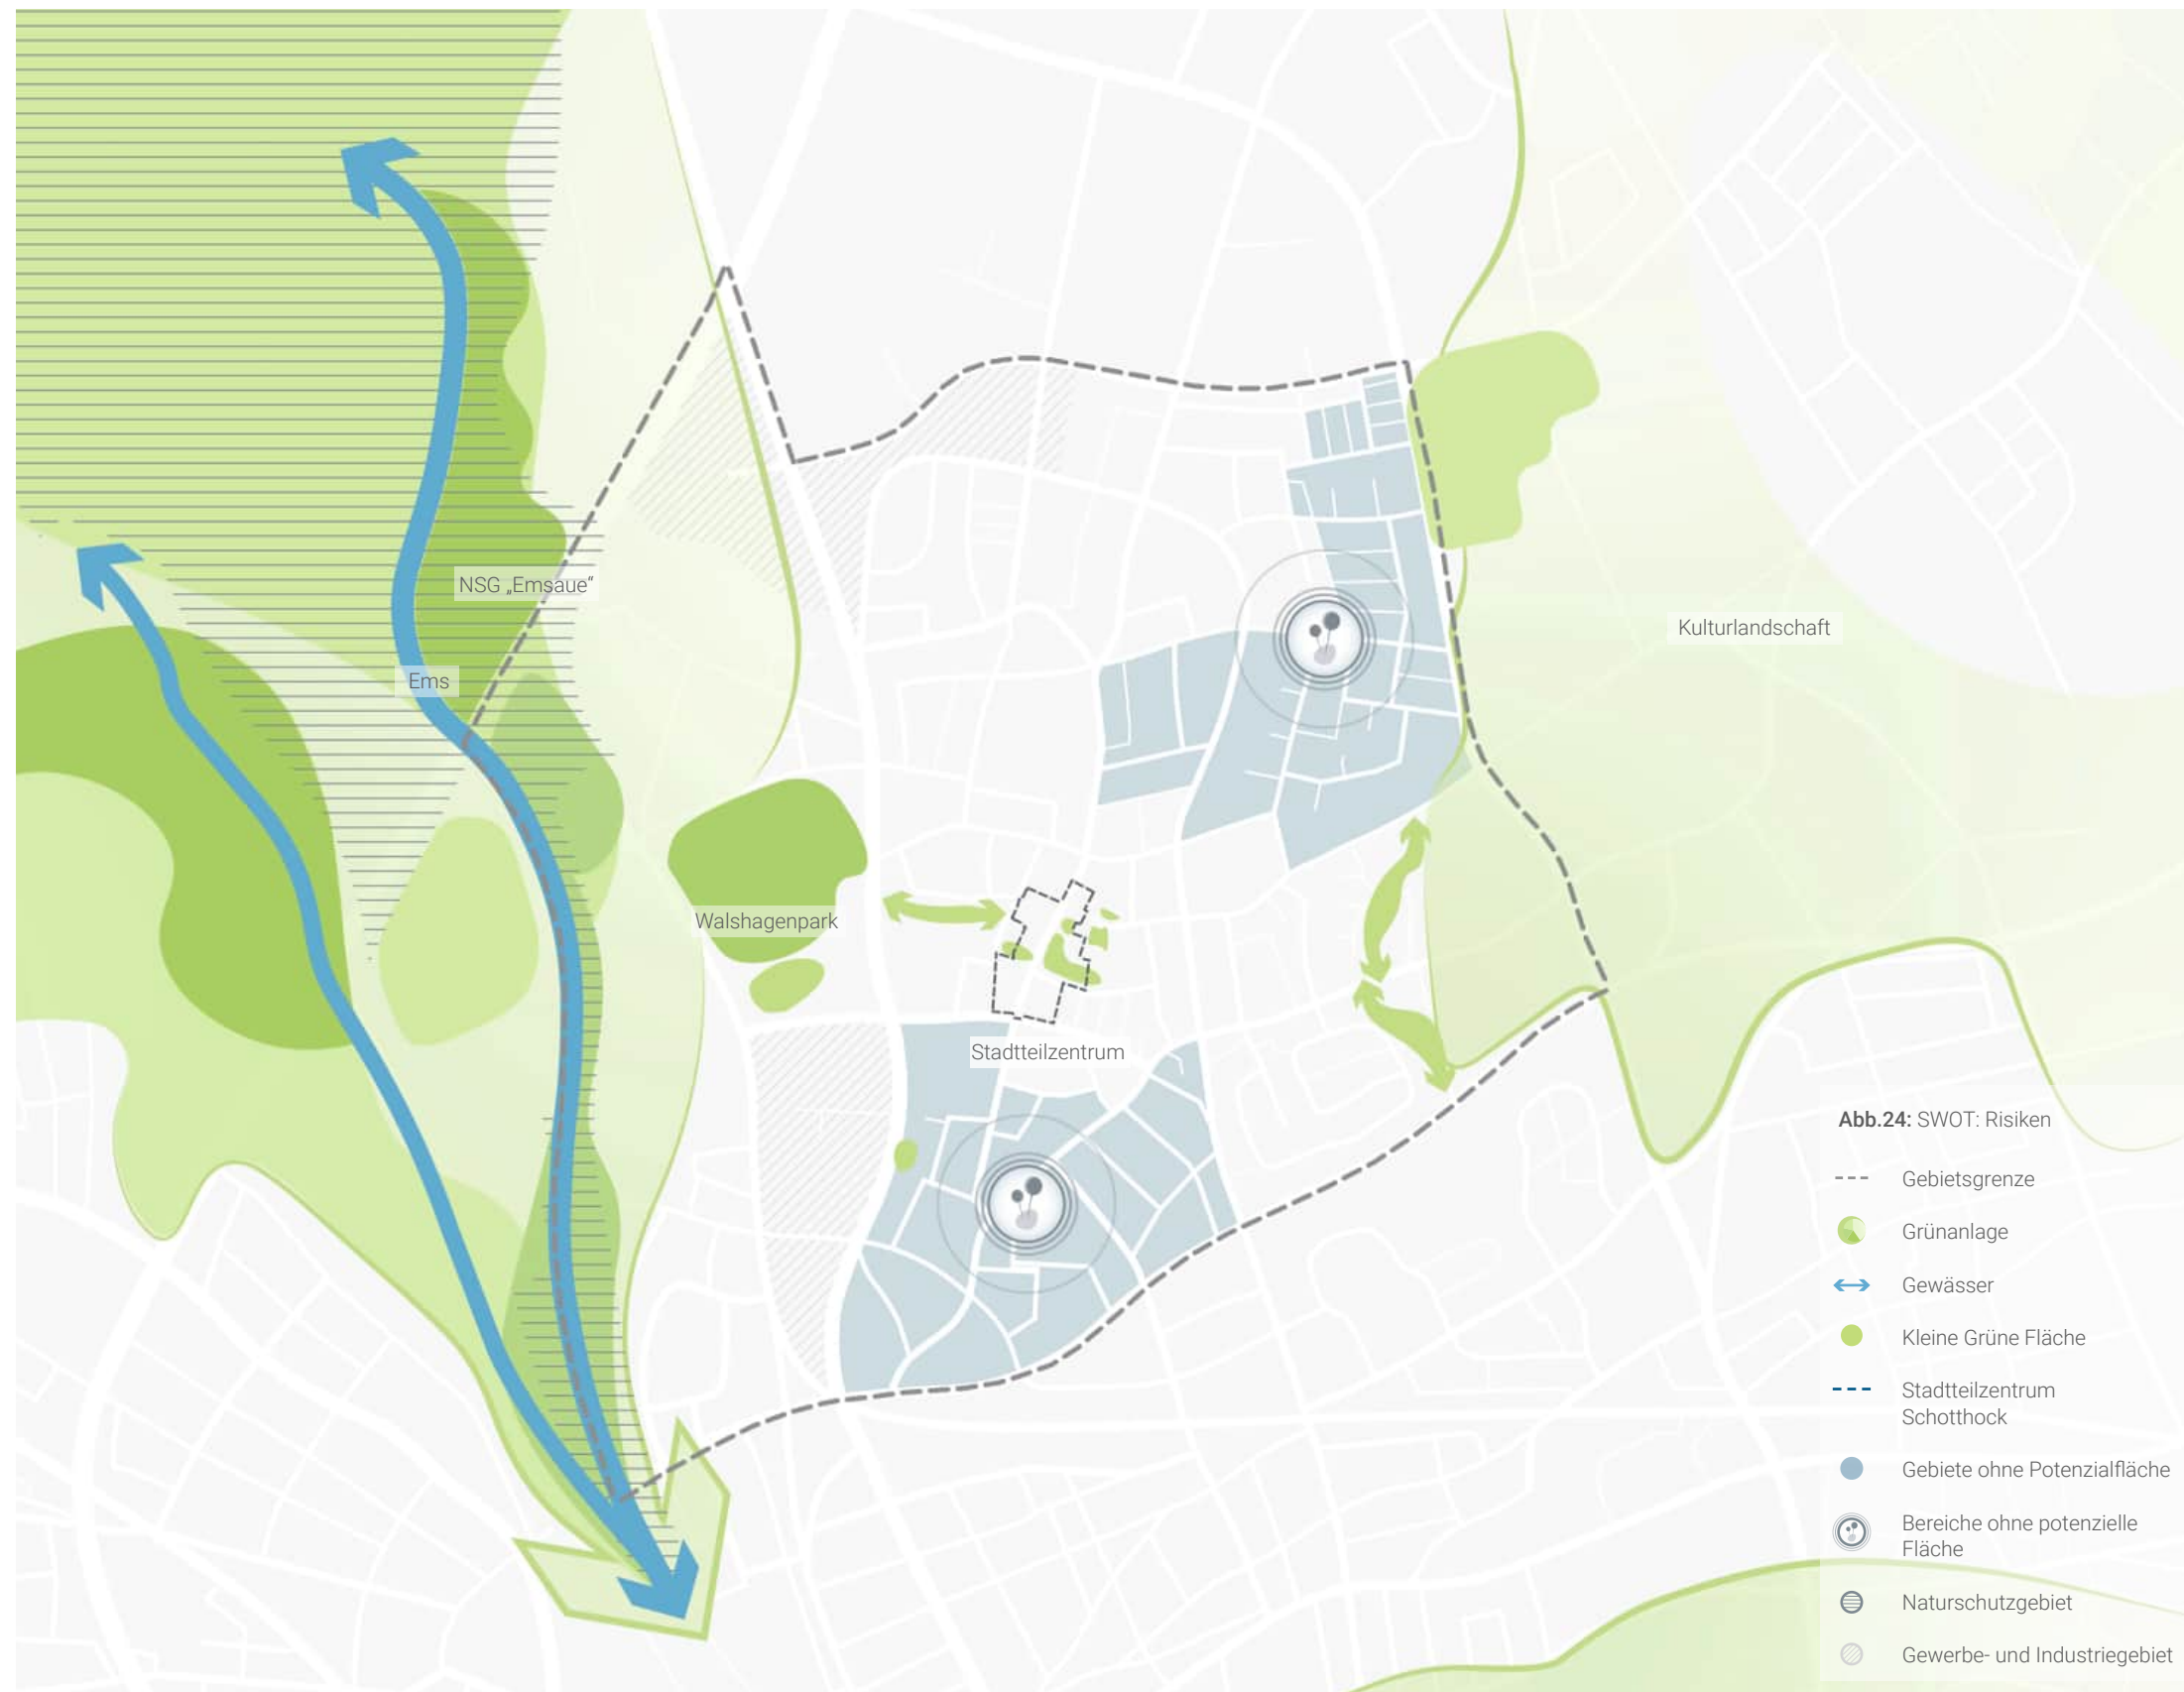 NSG „Emsaue“
Kulturlandschaft
Ems
Walshagenpark
Stadtteilzentrum
Abb.24: SWOT: Risiken
Gebietsgrenze
Grünanlage
Gewässer
Kleine Grüne Fläche
Stadtteilzentrum
Schotthock
Gebiete ohne Potenzialfläche
Bereiche ohne potenzielle
Fläche
Naturschutzgebiet
Gewerbe- und Industriegebiet